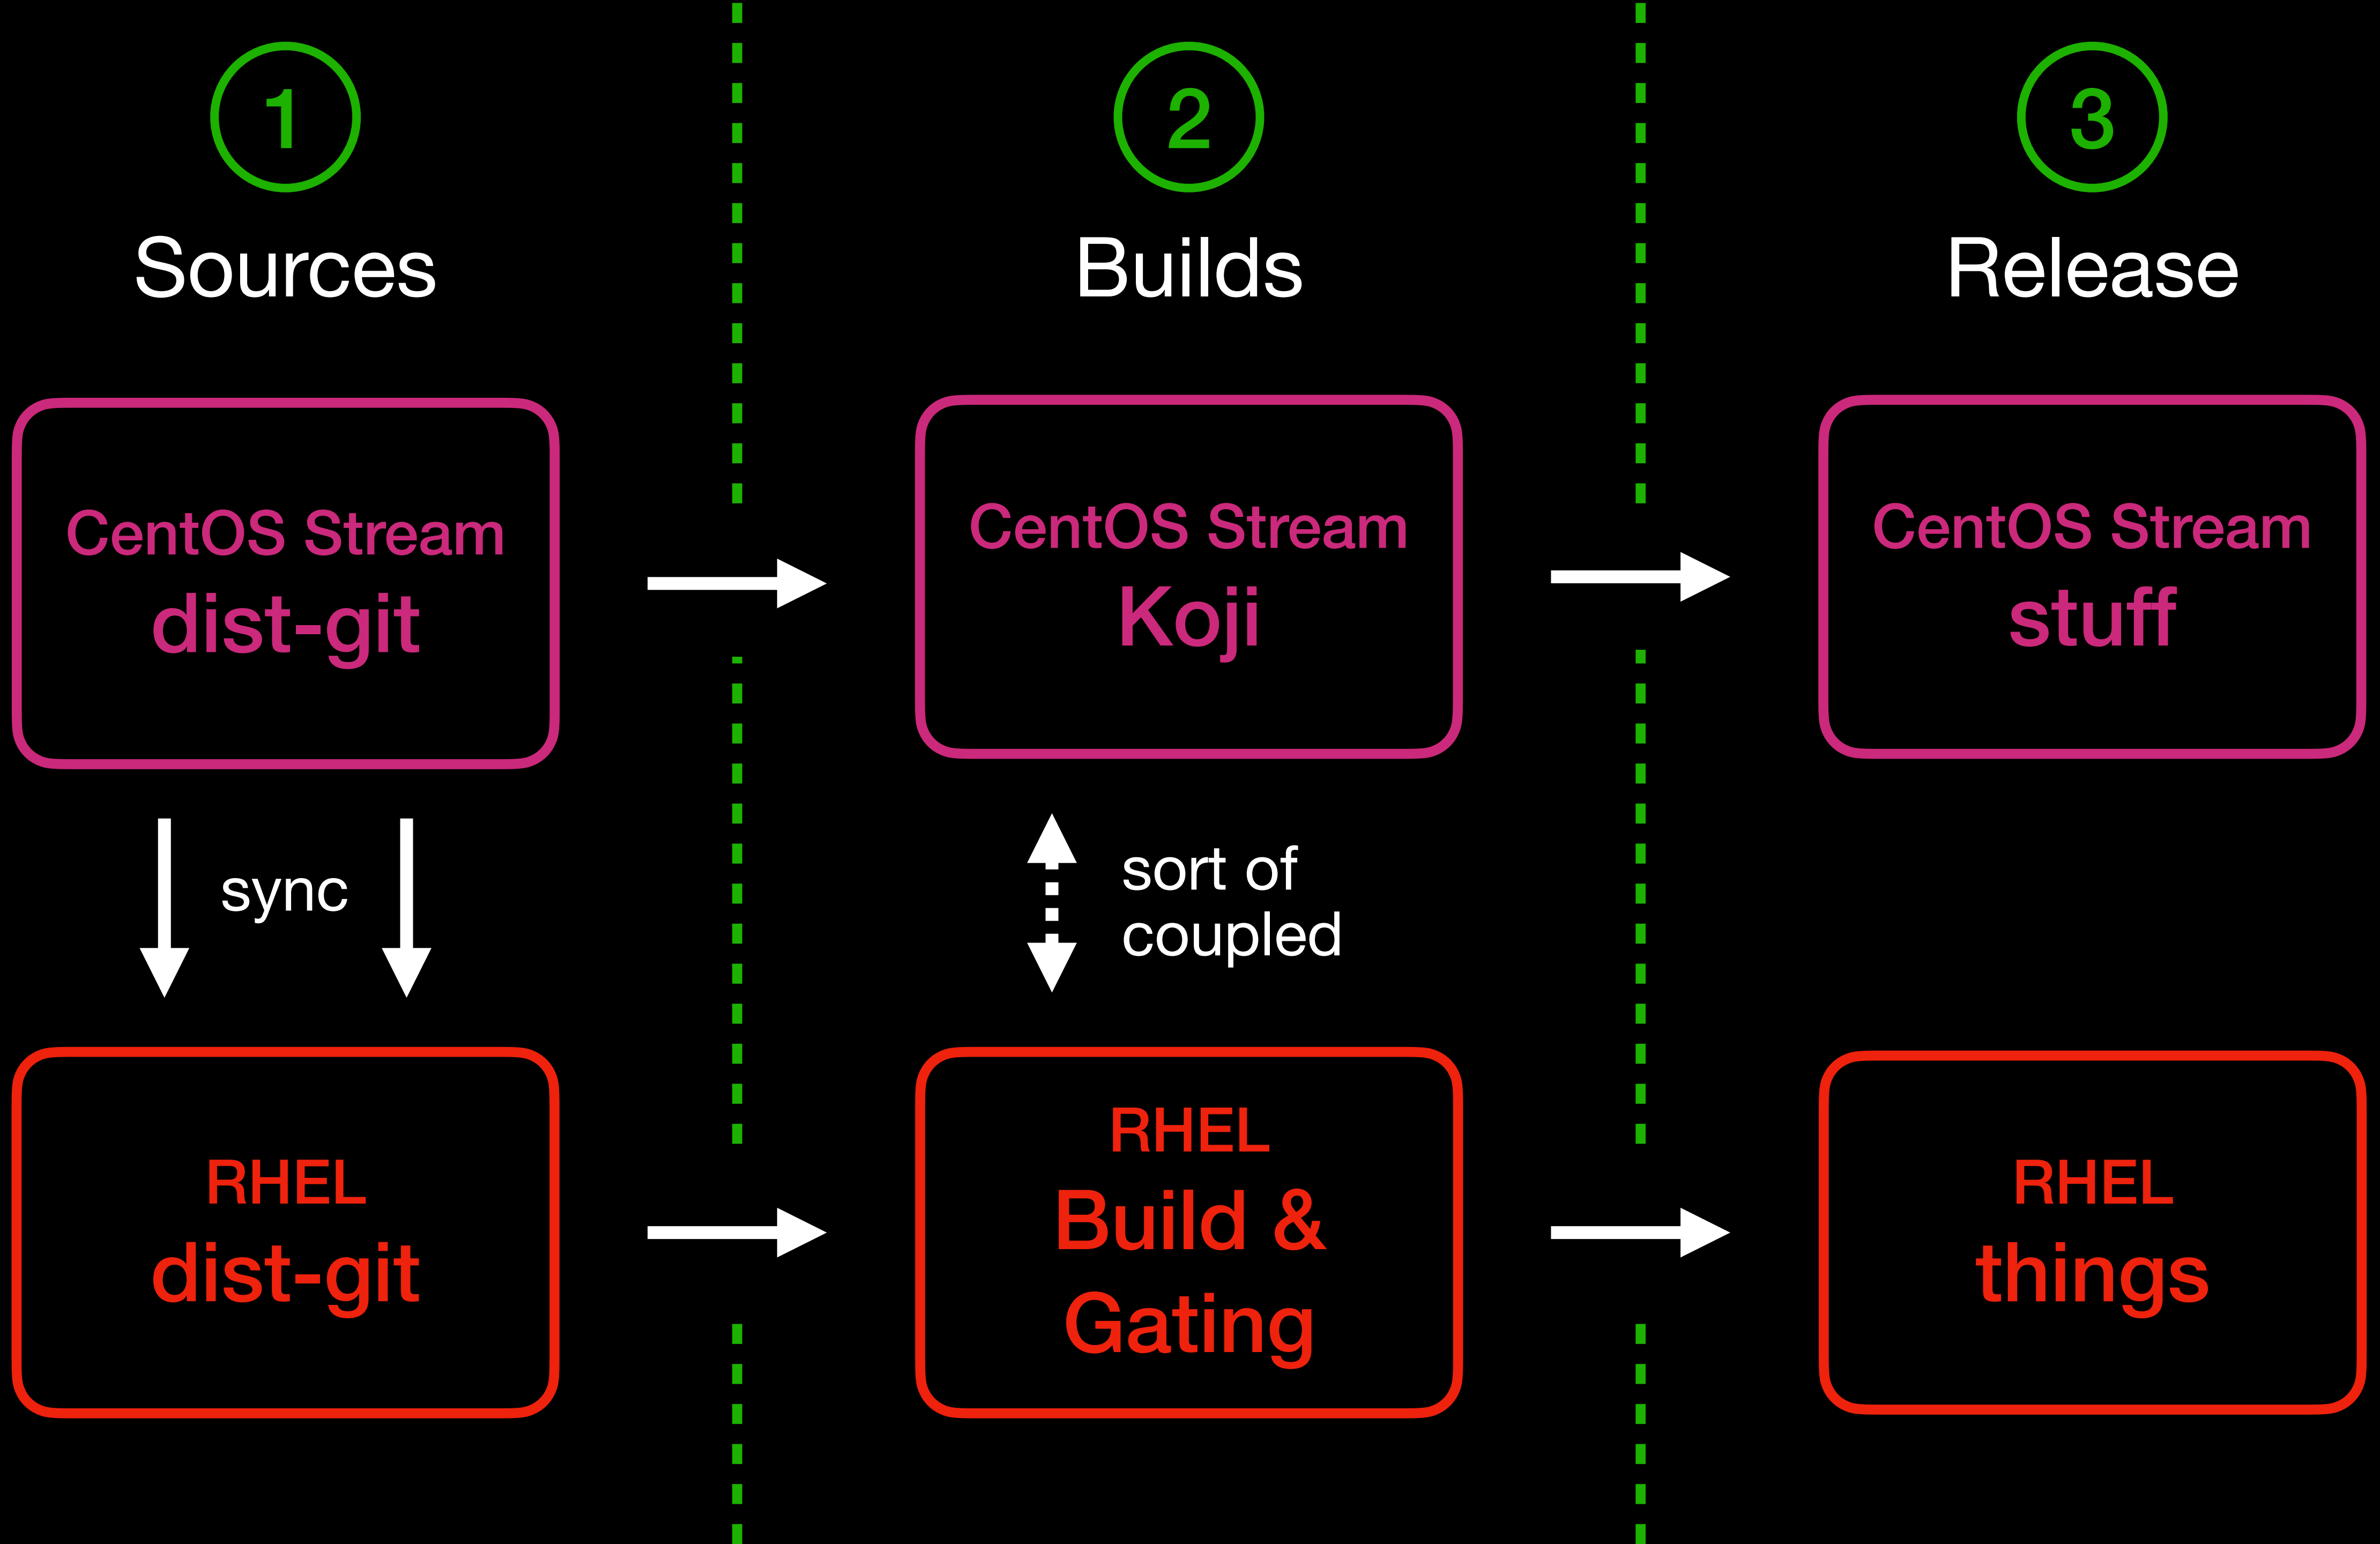 1
Sources
2
Builds
3
Release
CentOS Stream
dist-git
CentOS Stream
Koji
CentOS Stream
stuff
sync
sort of
coupled
RHEL
dist-git
RHEL
Build &
Gating
RHEL
things